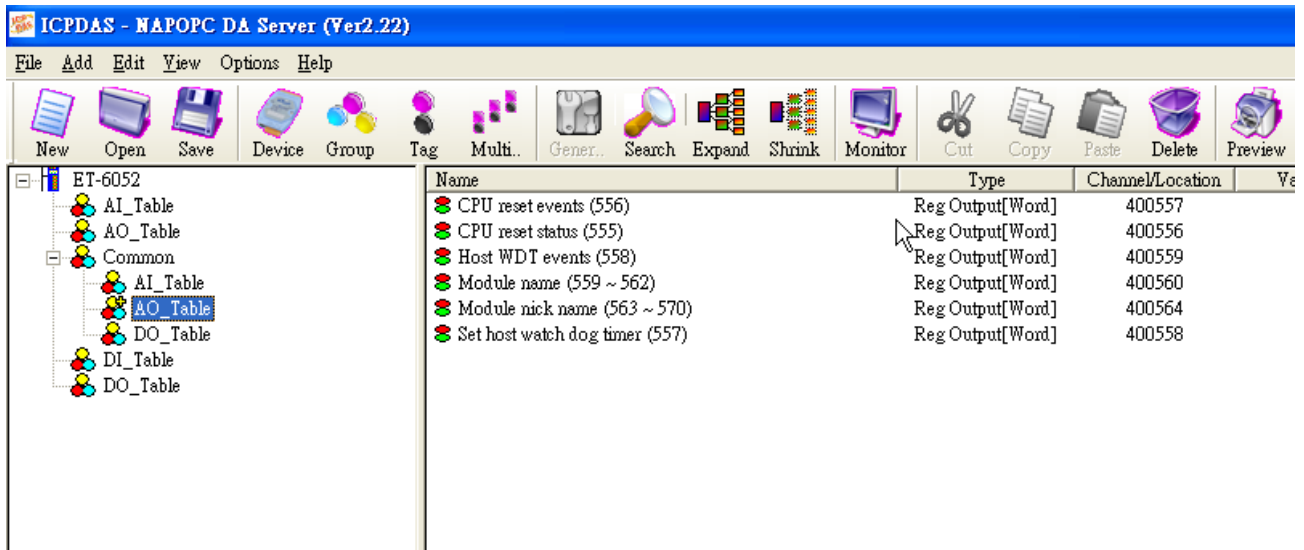 ICPDAS - NAPOPC DA Server (Ver2.22)
File Add Edit View Options Help
New Open Save Device Group Tag Multi.. Gener.. Search Expand Shrink Monitor Cut Copy Paste Delete Preview
ET-6052
AI_Table
AO_Table
Common
AI_Table
AO_Table
DO_Table
DI_Table
DO_Table
Name Type Channel/Location Va
CPU reset events (556) Reg Output[Word] 400557
CPU reset status (555) Reg Output[Word] 400556
Host WDT events (558) Reg Output[Word] 400559
Module name (559 ~ 562) Reg Output[Word] 400560
Module nick name (563 ~ 570) Reg Output[Word] 400564
Set host watch dog timer (557) Reg Output[Word] 400558